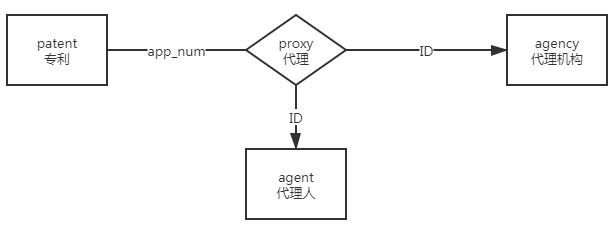 patent
专利
app_num
proxy
代理
ID
agency
代理机构
ID
agent
代理人